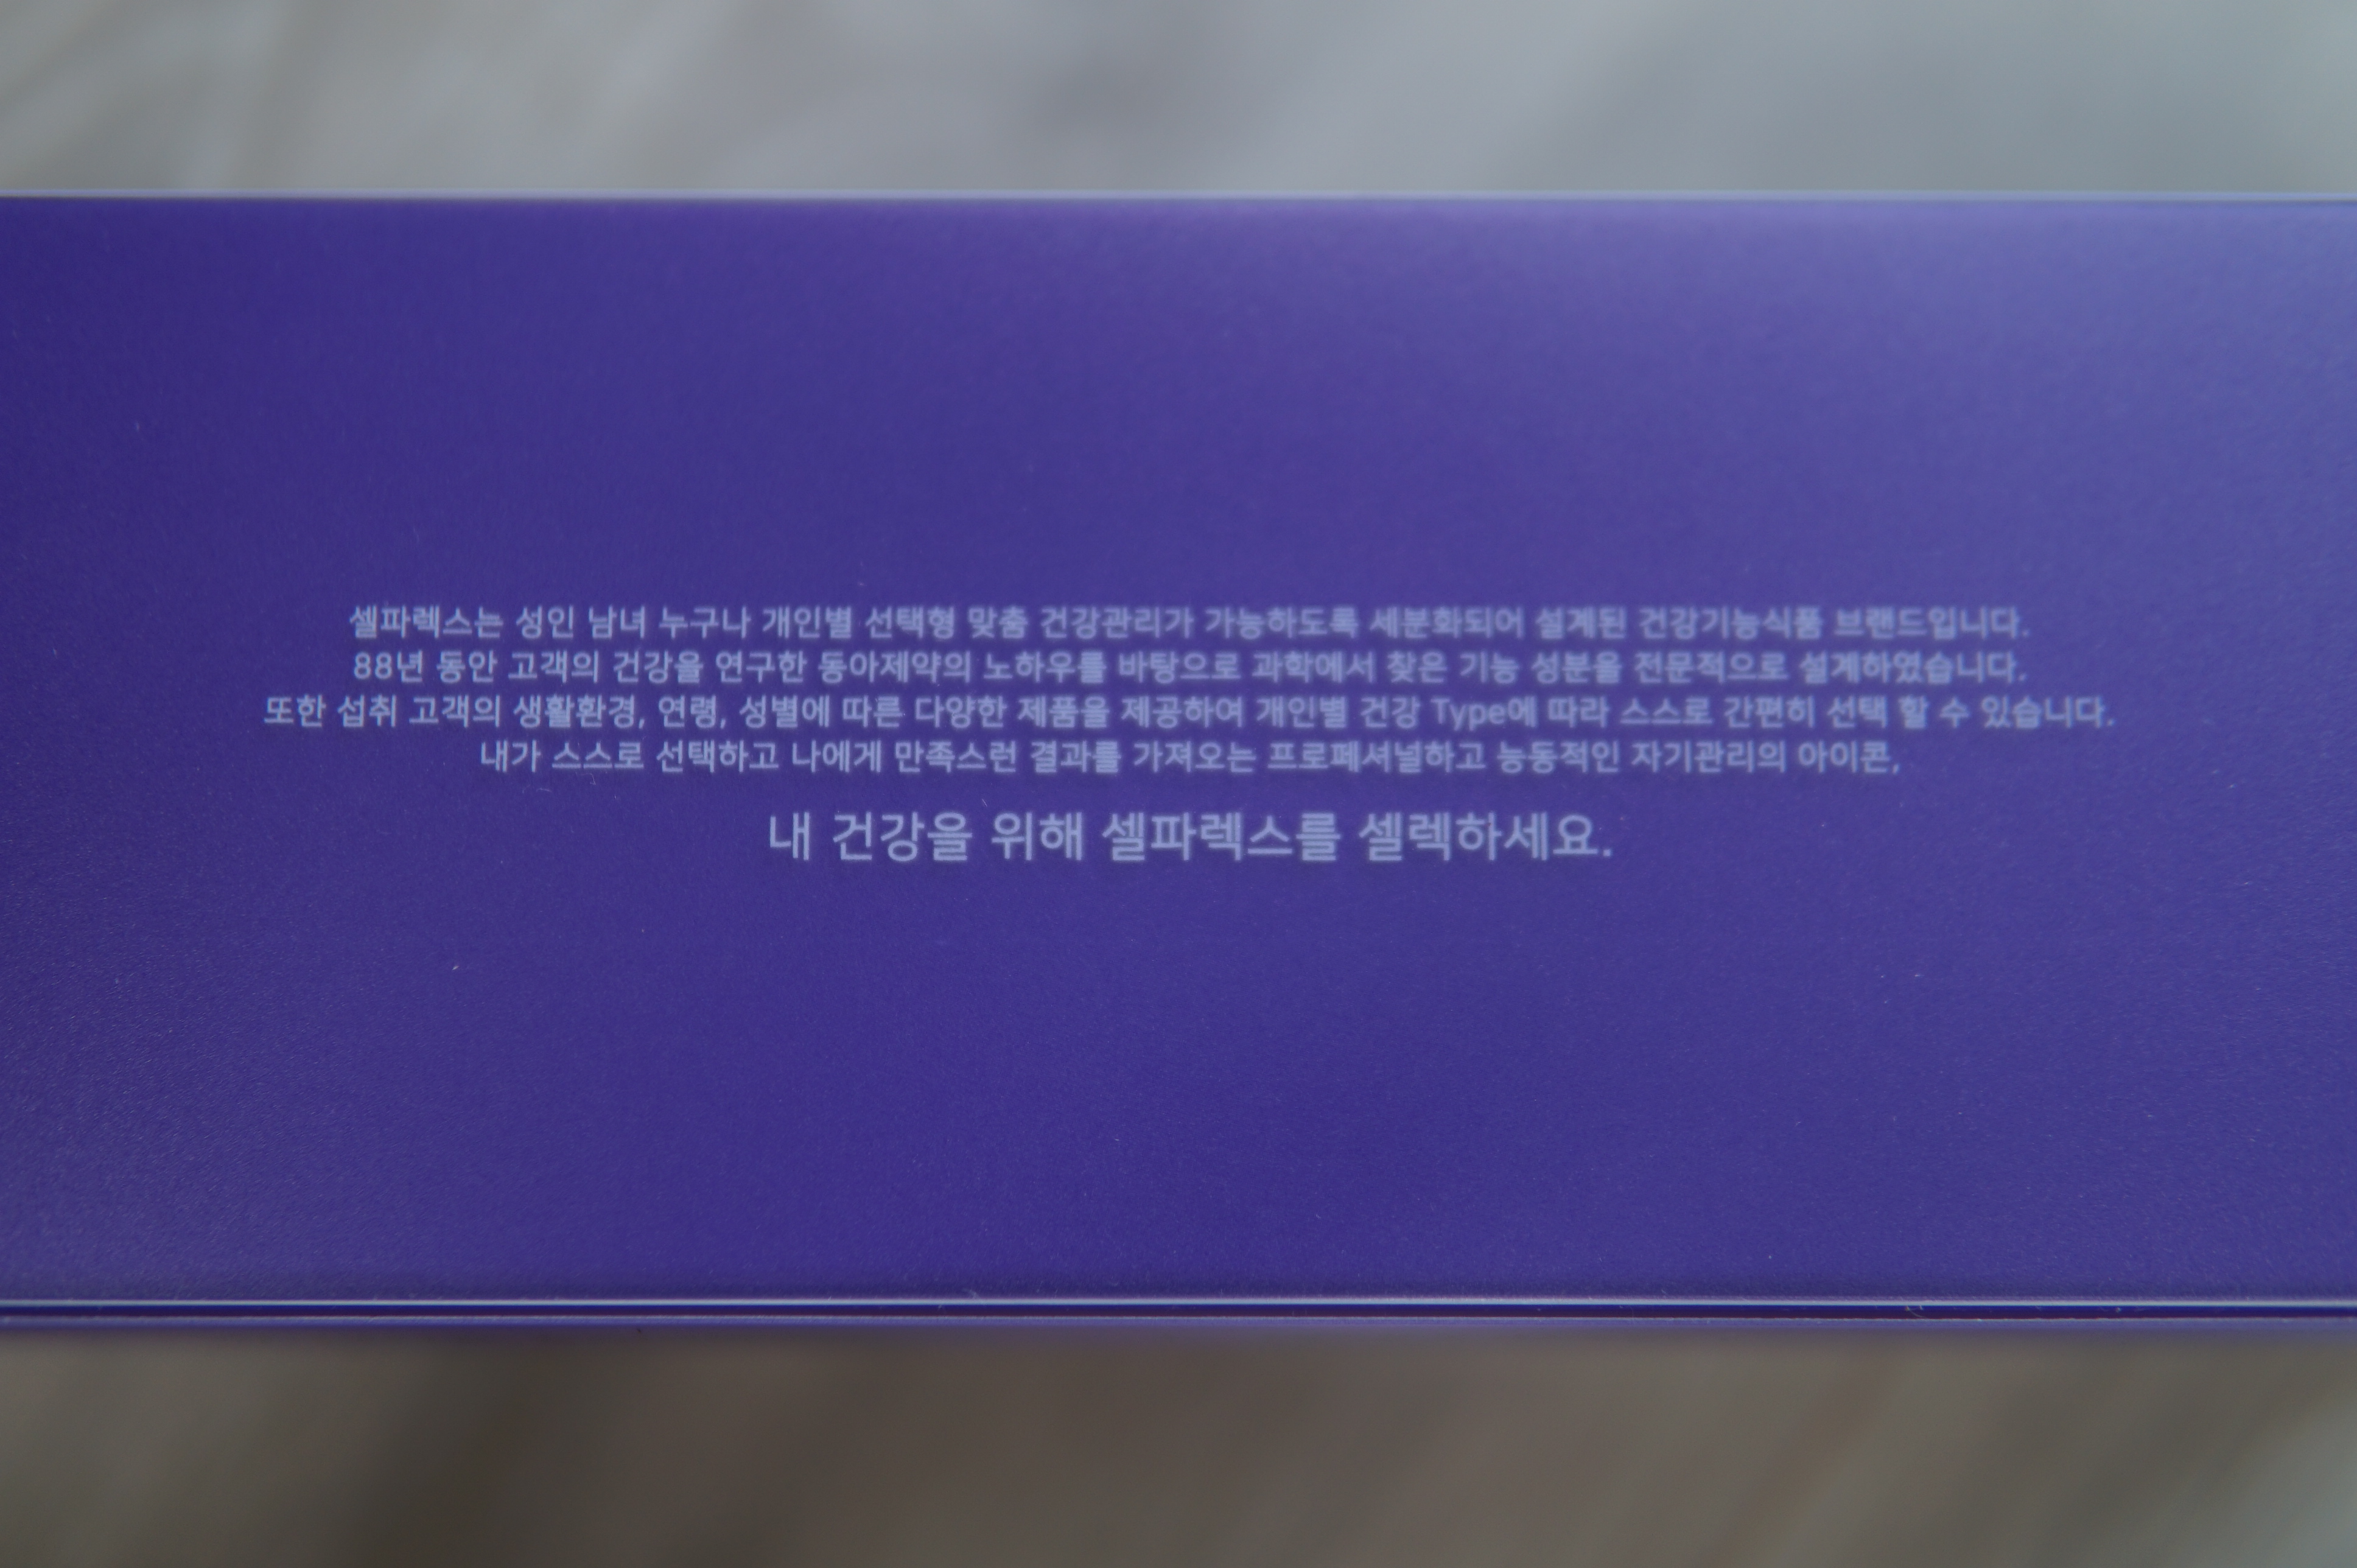 셀파렉스는 성인 남녀 누구나 개인별 선택형 맞춤 건강관리가 가능하도록 세분화되어 설계된 건강기능식품 브랜드입니다.
88년 동안 고객의 건강을 연구한 동아제약의 노하우를 바탕으로 과학에서 찾은 기능 성분을 전문적으로 설계하였습니다.
또한 섭취 고객의 생활환경, 연령, 성별에 따른 다양한 제품을 제공하여 개인별 건강 Type에 따라 스스로 간편히 선택 할 수 있습니다.
내가 스스로 선택하고 나에게 만족스런 결과를 가져오는 프로페셔널하고 능동적인 자기관리의 아이콘,
내 건강을 위해 셀파렉스를 셀렉하세요.